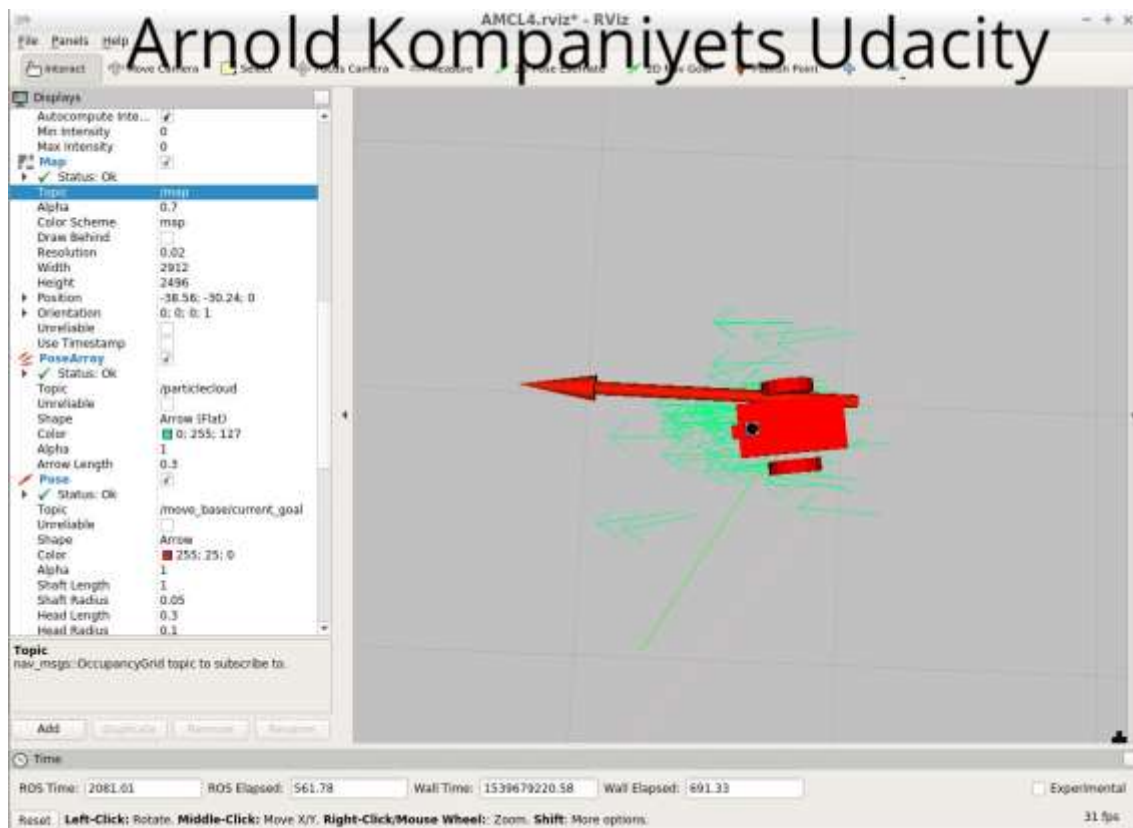 AMCL4.rviz* - RViz
Arnold Kompaniyets Udacity
File Panels Help
Interact Move Camera Select Focus Camera Measure 2D Pose Estimate 2D Nav Goal Publish Point
Displays
Autocompute Inte...
Min Intensity 0
Max Intensity 0
Map
Status: Ok
Topic /map
Alpha 0.7
Color Scheme map
Draw Behind
Resolution 0.02
Width 2912
Height 2496
Position -38.56; -30.24; 0
Orientation 0; 0; 0; 1
Unreliable
Use Timestamp
PoseArray
Status: Ok
Topic /particlecloud
Unreliable
Shape Arrow (Flat)
Color 0; 255; 127
Alpha 1
Arrow Length 0.3
Pose
Status: Ok
Topic /move_base/current_goal
Unreliable
Shape Arrow
Color 255; 25; 0
Alpha 1
Shaft Length 1
Shaft Radius 0.05
Head Length 0.3
Head Radius 0.1
Topic
nav_msgs::OccupancyGrid topic to subscribe to.
Add Duplicate Remove Rename
Time
ROS Time: 2081.01 ROS Elapsed: 561.78 Wall Time: 1539679220.58 Wall Elapsed: 691.33 Experimental
Reset Left-Click: Rotate. Middle-Click: Move X/Y. Right-Click/Mouse Wheel:: Zoom. Shift: More options. 31 fps